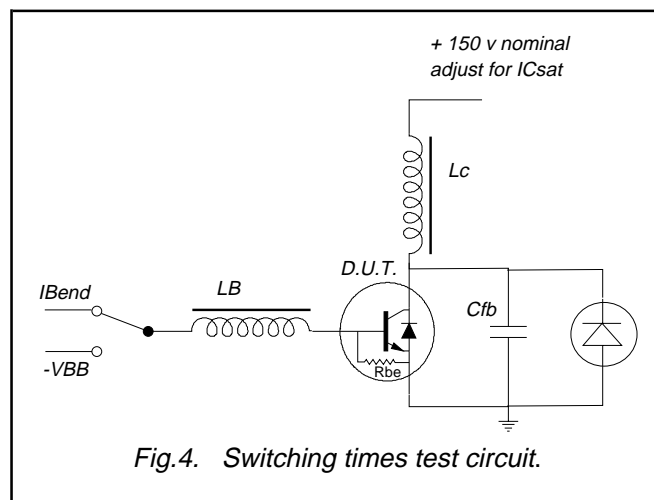 + 150 v nominal
adjust for ICsat
Lc
D.U.T.
IBend
LB
Cfb
Rbe
-VBB
Fig.4. Switching times test circuit.